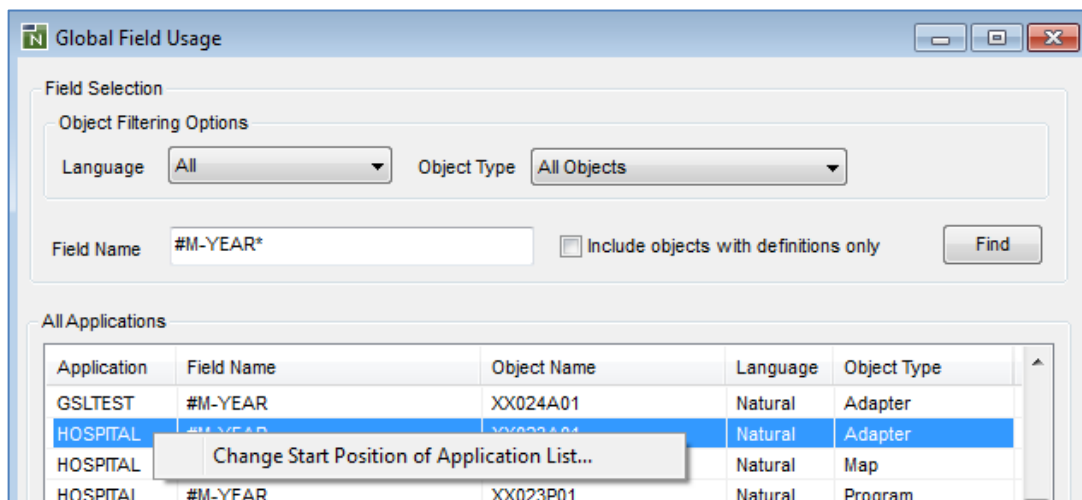 Global Field Usage
Field Selection
Object Filtering Options
Language All Object Type All Objects
Field Name #M-YEAR* Include objects with definitions only Find
All Applications
Application Field Name Object Name Language Object Type
GSLTEST #M-YEAR XX024A01 Natural Adapter
HOSPITAL #M-YEAR XX023A01 Natural Adapter
Change Start Position of Application List...
HOSPITAL Natural Map
HOSPITAL #M-YEAR XX023P01 Natural Program